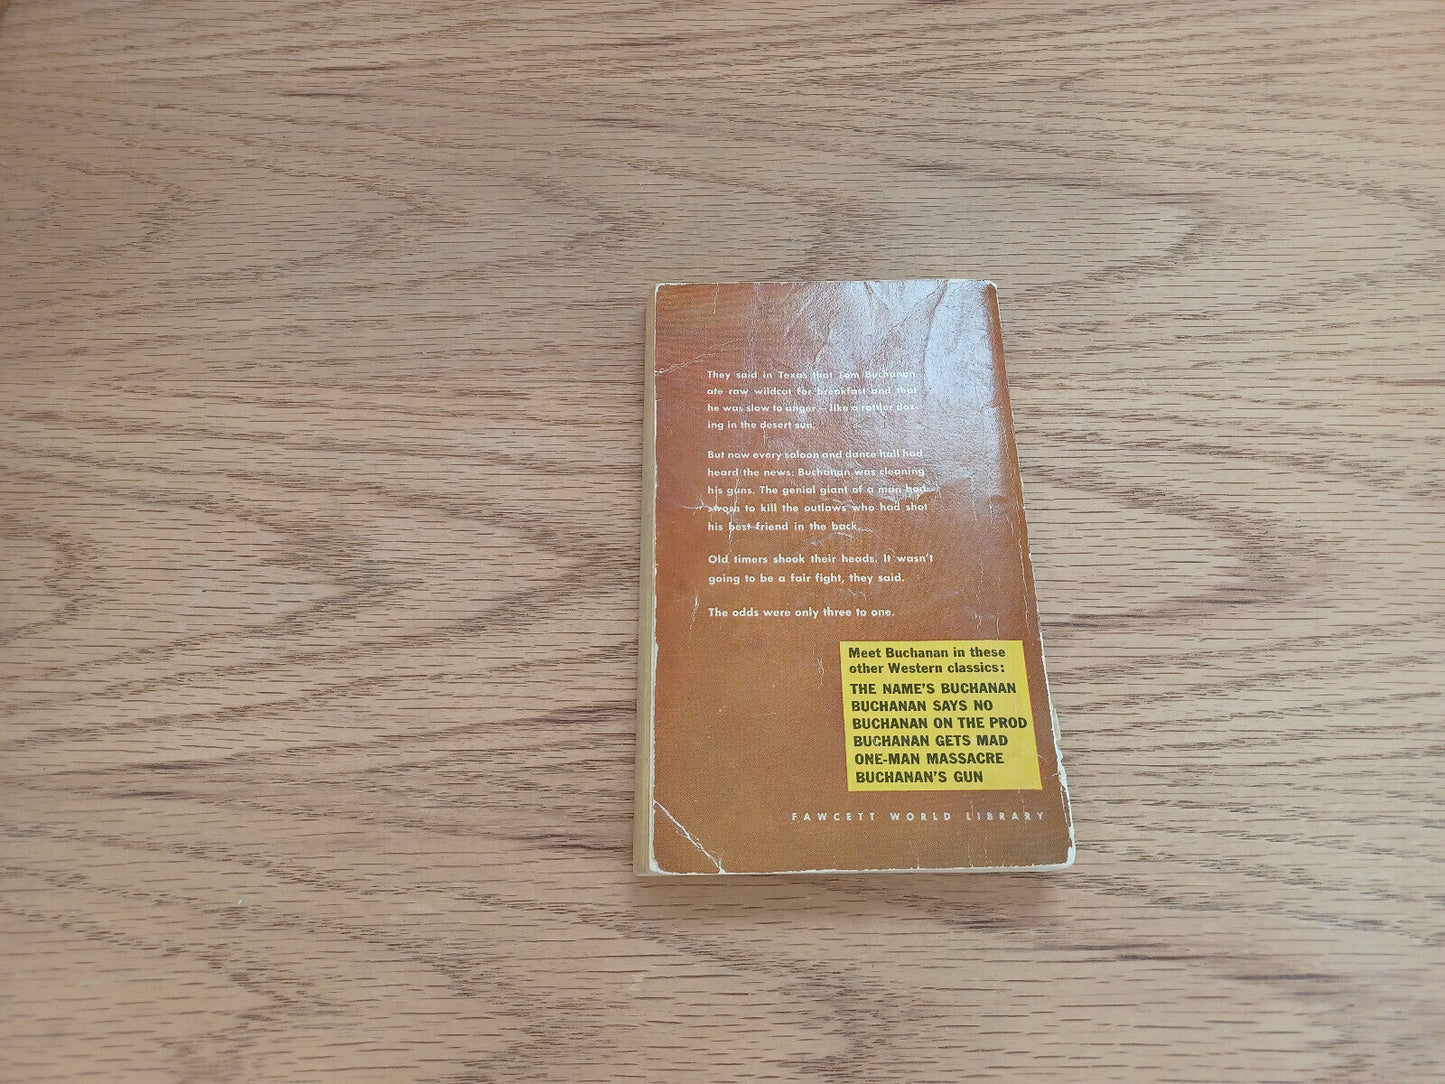 They said in Texas that Tom Buchanan
ate raw wildcat for breakfast and that
he was slow to anger – like a rattler doz-
ing in the desert sun.
But now every saloon and dance hall had
heard the news: Buchanan was cleaning
his guns. The genial giant of a man had
sworn to kill the outlaws who had shot
his best friend in the back.
Old timers shook their heads. It wasn't
going to be a fair fight, they said.
The odds were only three to one.
Meet Buchanan in these
other Western classics:
THE NAME'S BUCHANAN
BUCHANAN SAYS NO
BUCHANAN ON THE PROD
BUCHANAN GETS MAD
ONE-MAN MASSACRE
BUCHANAN'S GUN
FAWCETT WORLD LIBRARY